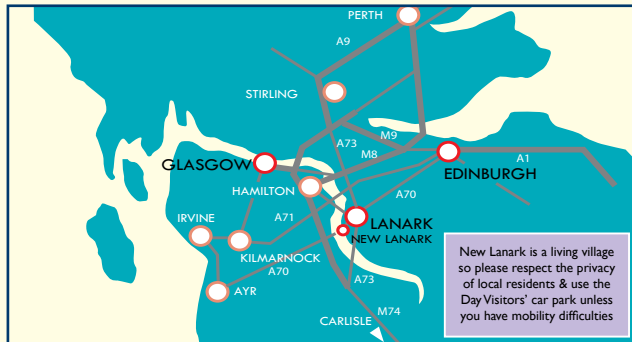 PERTH
A9
STIRLING
A73
M9
M8
GLASGOW
A1
EDINBURGH
HAMILTON
A70
A71
IRVINE
LANARK
NEW LANARK
KILMARNOCK
A70
A73
AYR
M74
CARLISLE
New Lanark is a living village
so please respect the privacy
of local residents & use the
Day Visitors' car park unless
you have mobility difficulties